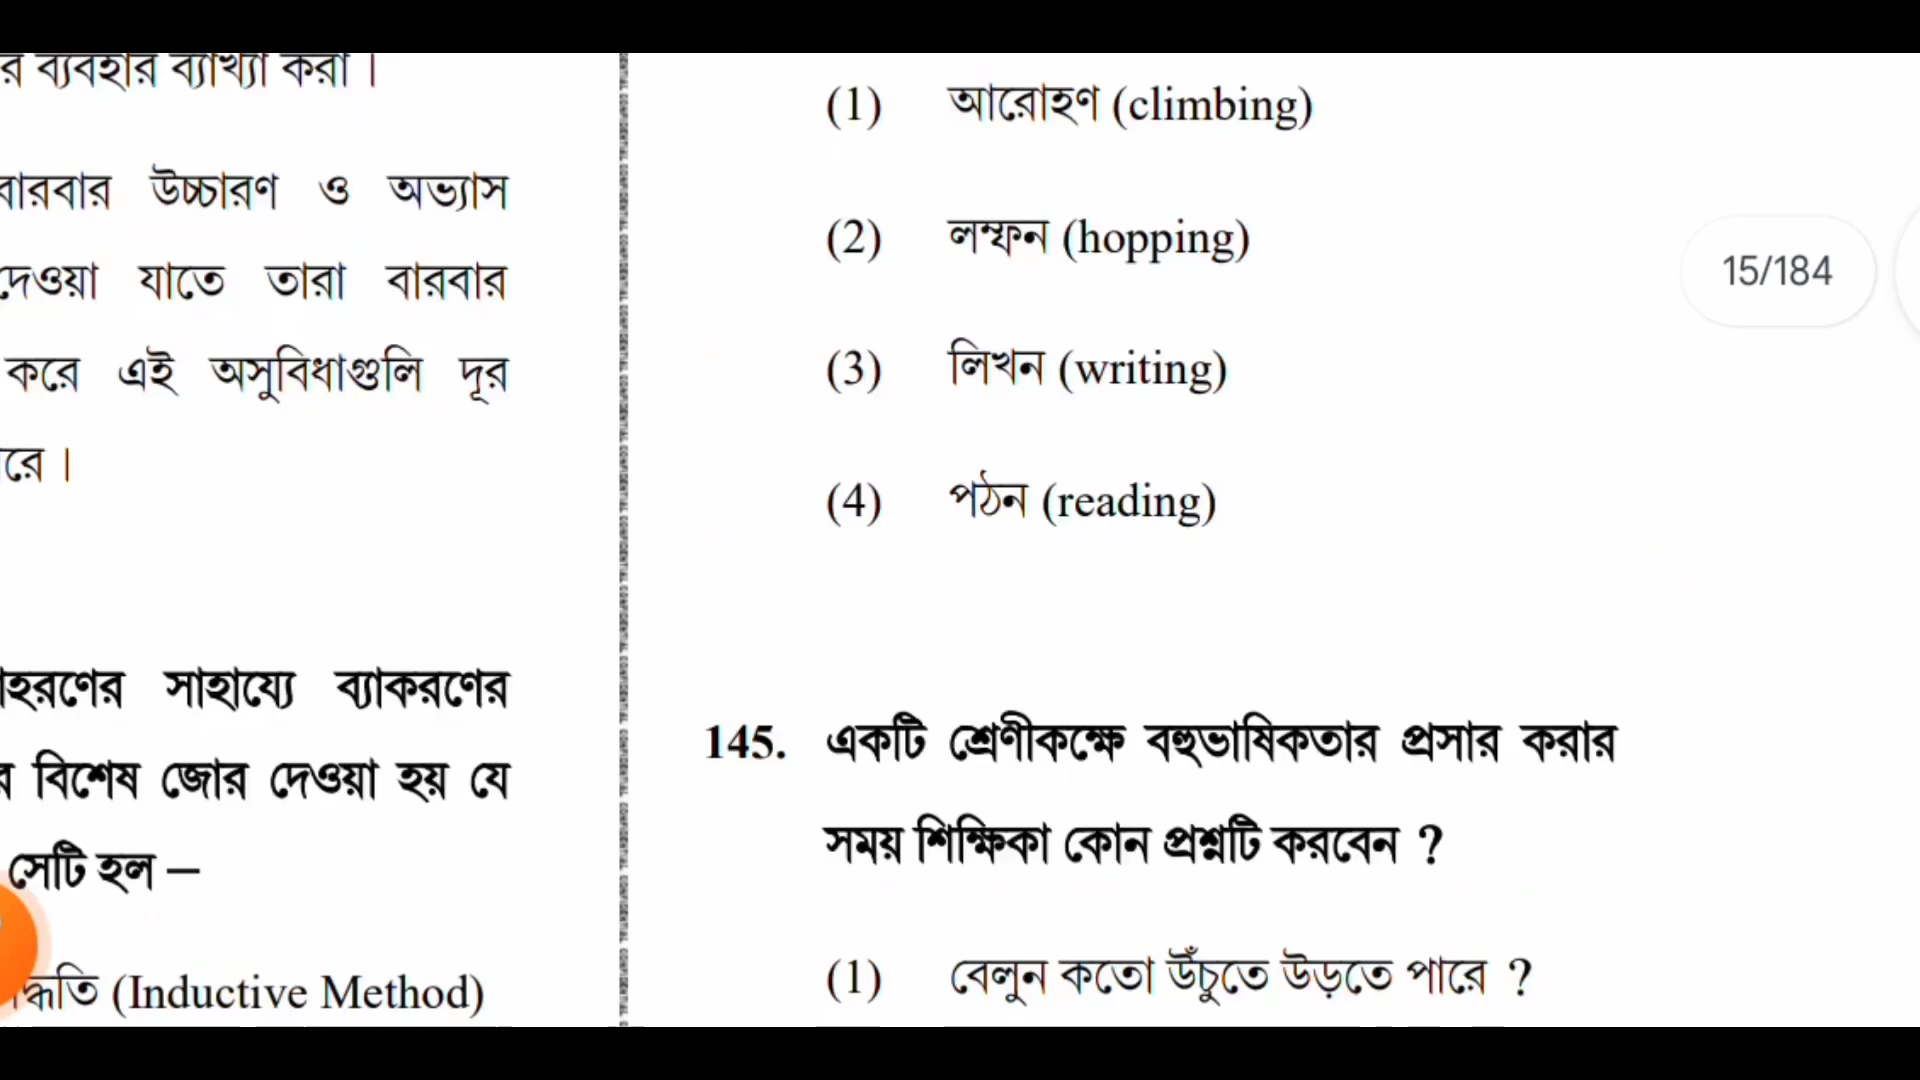 ব্যবহার ব্যাখ্যা করা ।
বারবার উচ্চারণ ও অভ্যাস
দেওয়া যাতে তারা বারবার
করে এই অসুবিধাগুলি দূর
সাহায্যে ব্যাকরণের
বিশেষ জোর দেওয়া হয় যে
সেটি হল –
(Inductive Method)
(1) আরোহণ (climbing)
(2) লম্ফন (hopping)
(3) লিখন (writing)
(4) পঠন (reading)
145. একটি শ্রেণীকক্ষে বহুভাষিকতার প্রসার করার
সময় শিক্ষিকা কোন প্রশ্নটি করবেন ?
(1) বেলুন কতো উঁচুতে উড়তে পারে ?
15/184